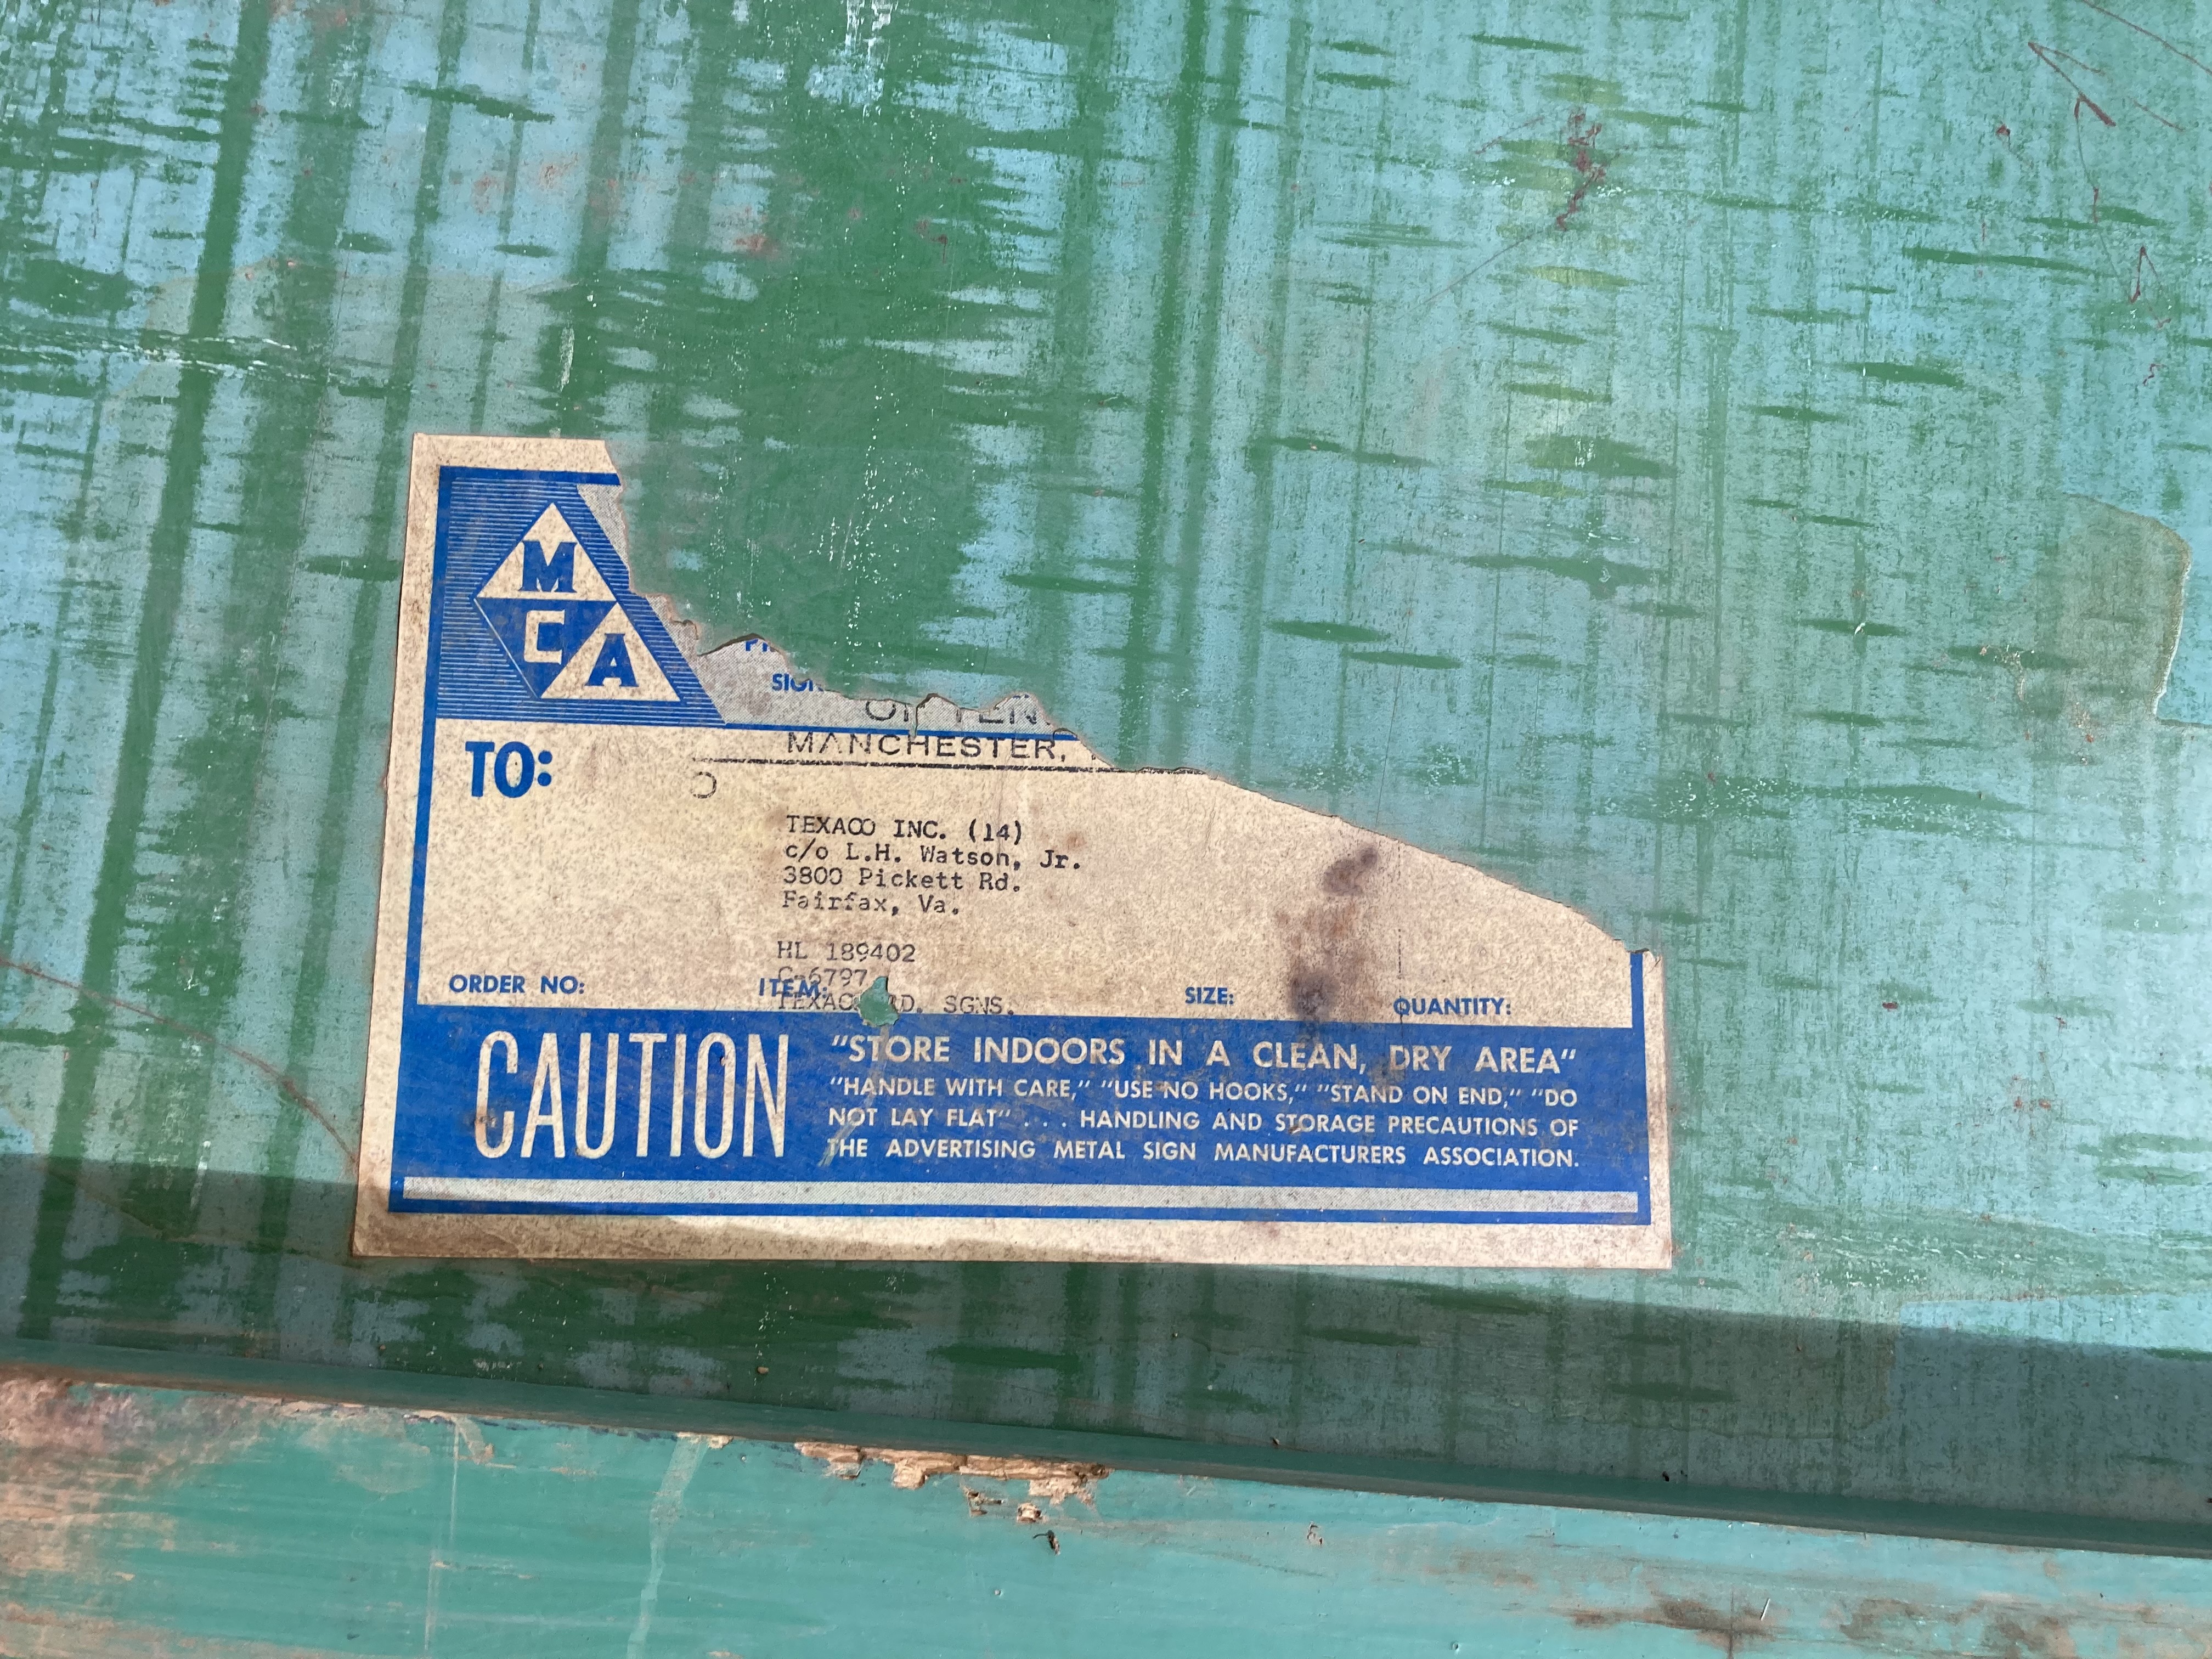 M
C A
MANCHESTER,
TO:
TEXACO INC. (14)
c/o L.H. Watson, Jr.
3800 Pickett Rd.
Fairfax, Va.
HL 189402
C-6797
ORDER NO: ITEM: SIZE: QUANTITY:
SGNS.
CAUTION
"STORE INDOORS IN A CLEAN, DRY AREA"
"HANDLE WITH CARE," "USE NO HOOKS," "STAND ON END," "DO
NOT LAY FLAT" . . . HANDLING AND STORAGE PRECAUTIONS OF
THE ADVERTISING METAL SIGN MANUFACTURERS ASSOCIATION.